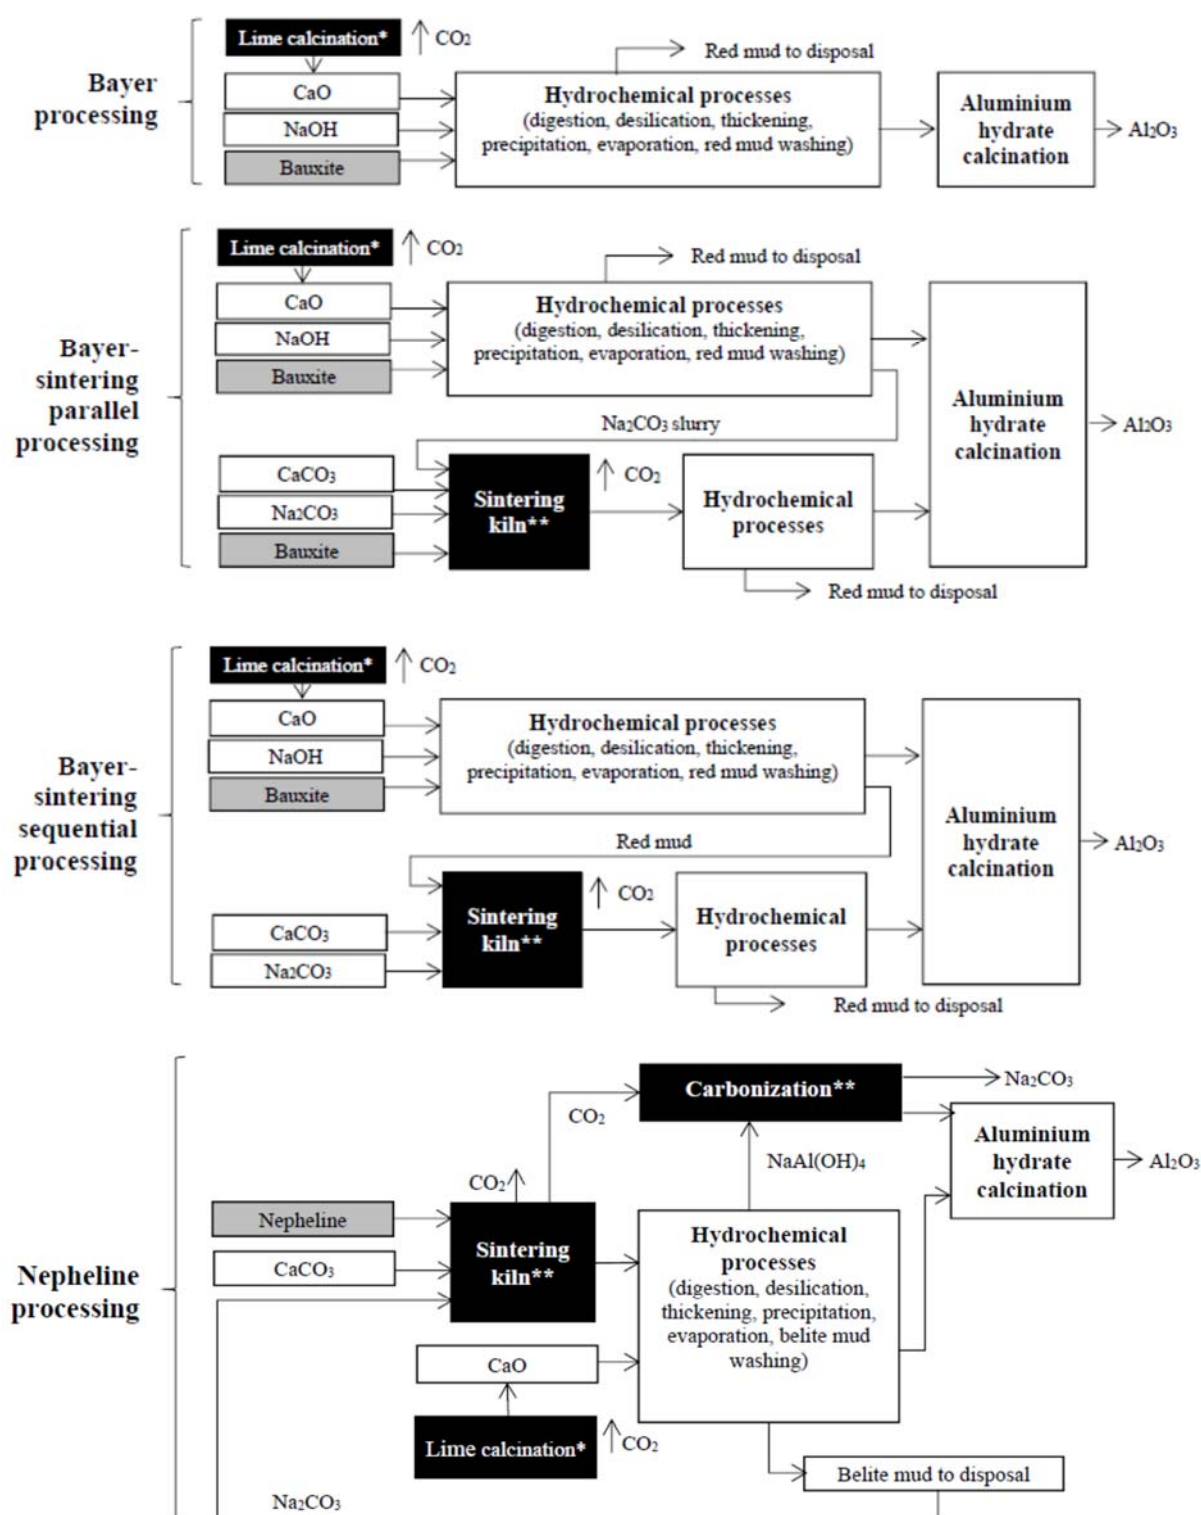 Lime calcination*
CO2
Red mud to disposal
Bayer
processing
CaO
NaOH
Bauxite
Hydrochemical processes
(digestion, desilication, thickening,
precipitation, evaporation, red mud washing)
Aluminium
hydrate
calcination
Al2O3
Lime calcination*
CO2
Red mud to disposal
Bayer-
sintering
parallel
processing
CaO
NaOH
Bauxite
Hydrochemical processes
(digestion, desilication, thickening,
precipitation, evaporation, red mud washing)
Na2CO3 slurry
CaCO3
Na2CO3
Bauxite
Sintering
kiln**
CO2
Hydrochemical
processes
Red mud to disposal
Aluminium
hydrate
calcination
Al2O3
Lime calcination*
CO2
Bayer-
sintering
sequential
processing
CaO
NaOH
Bauxite
Hydrochemical processes
(digestion, desilication, thickening,
precipitation, evaporation, red mud washing)
Red mud
CaCO3
Na2CO3
Sintering
kiln**
CO2
Hydrochemical
processes
Red mud to disposal
Aluminium
hydrate
calcination
Al2O3
Nepheline
processing
Carbonization**
Na2CO3
CO2
NaAl(OH)4
Aluminium
hydrate
calcination
Al2O3
CO2
Nepheline
CaCO3
Sintering
kiln**
Hydrochemical
processes
(digestion, desilication,
thickening, precipitation,
evaporation, belite mud
washing)
CaO
Lime calcination*
CO2
Belite mud to disposal
Na2CO3